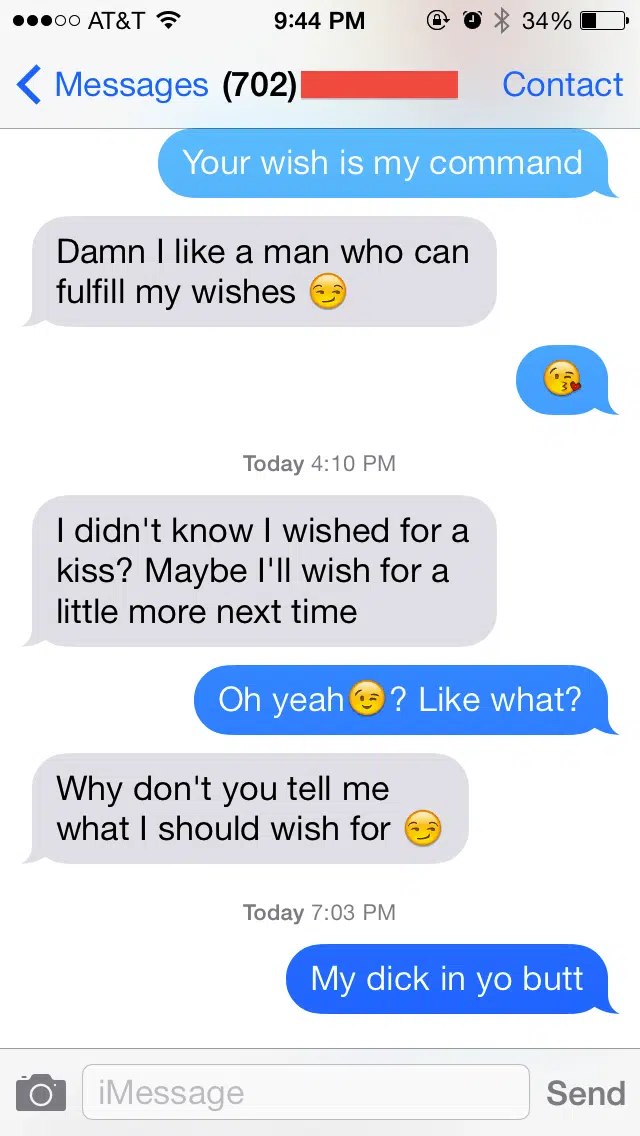 AT&T 9:44 PM 34%
Messages (702) Contact
Your wish is my command
Damn I like a man who can
fulfill my wishes 😏
😘
Today 4:10 PM
I didn't know I wished for a
kiss? Maybe I'll wish for a
little more next time
Oh yeah😉? Like what?
Why don't you tell me
what I should wish for 😏
Today 7:03 PM
My dick in yo butt
iMessage Send